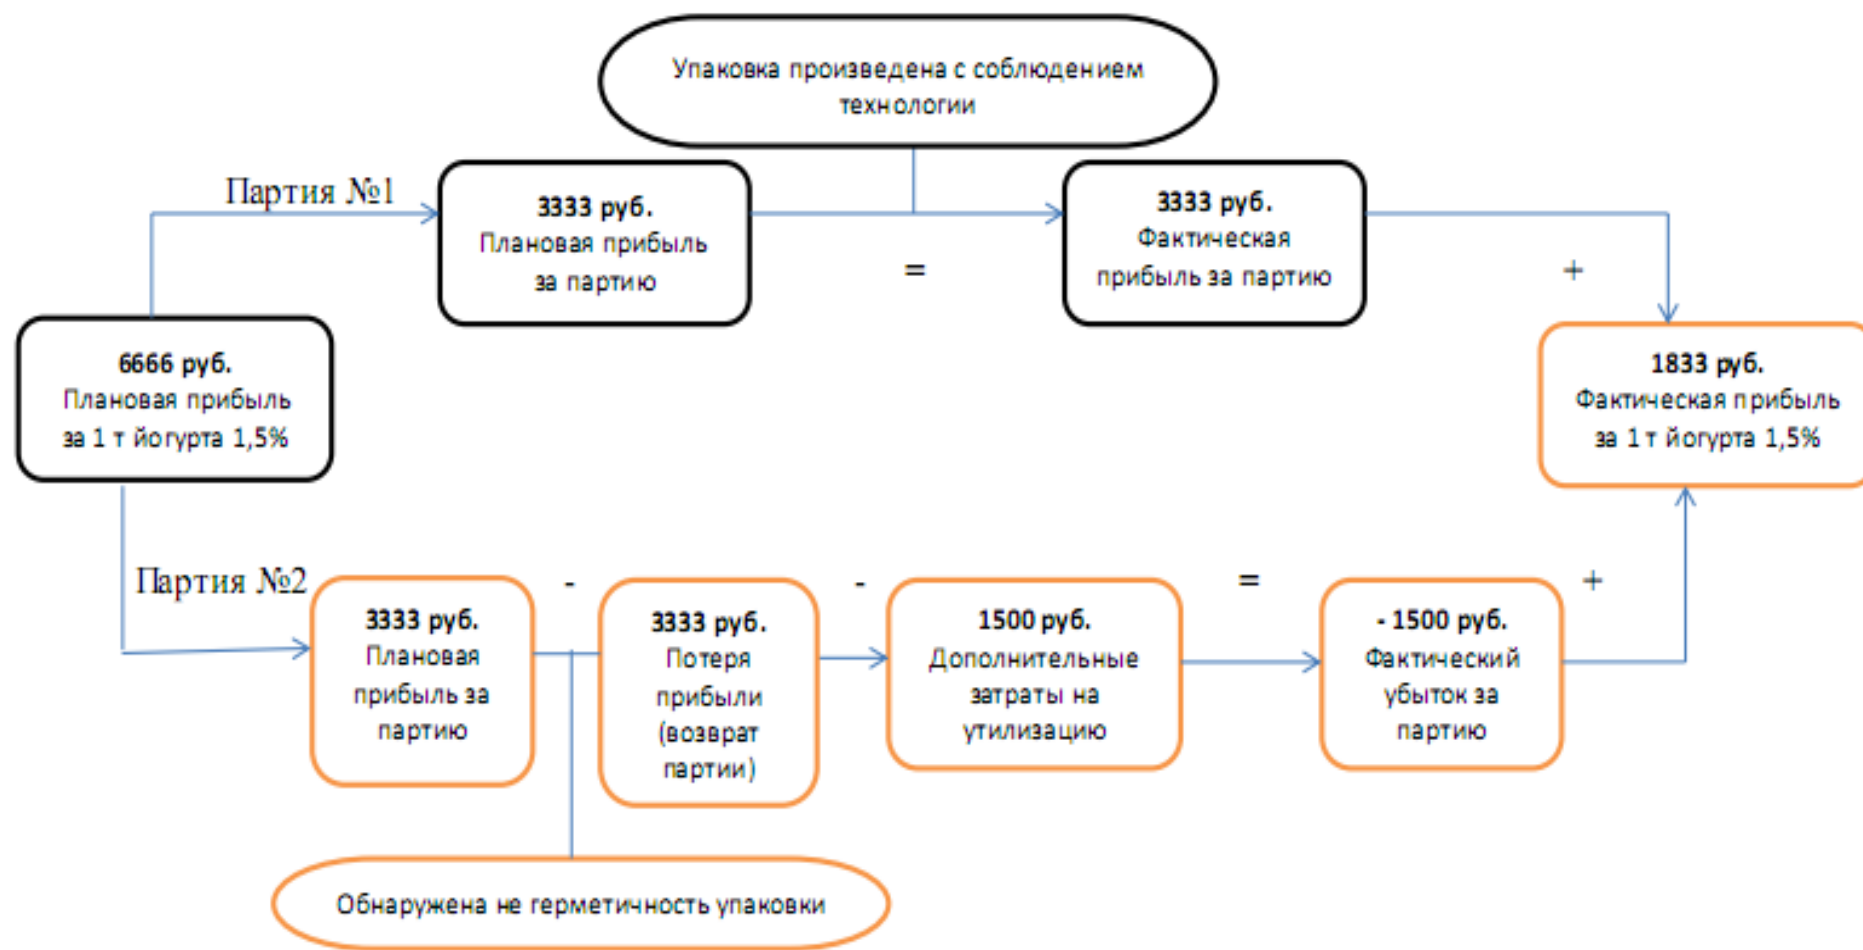 Упаковка произведена с соблюдением
технологии
Партия №1
3333 руб.
Плановая прибыль
за партию
=
3333 руб.
Фактическая
прибыль за партию
+
6666 руб.
Плановая прибыль
за 1 т йогурта 1,5%
1833 руб.
Фактическая прибыль
за 1 т йогурта 1,5%
Партия №2
3333 руб.
Плановая
прибыль за
партию
-
3333 руб.
Потеря
прибыли
(возврат
партии)
-
1500 руб.
Дополнительные
затраты на
утилизацию
=
- 1500 руб.
Фактический
убыток за
партию
+
Обнаружена не герметичность упаковки